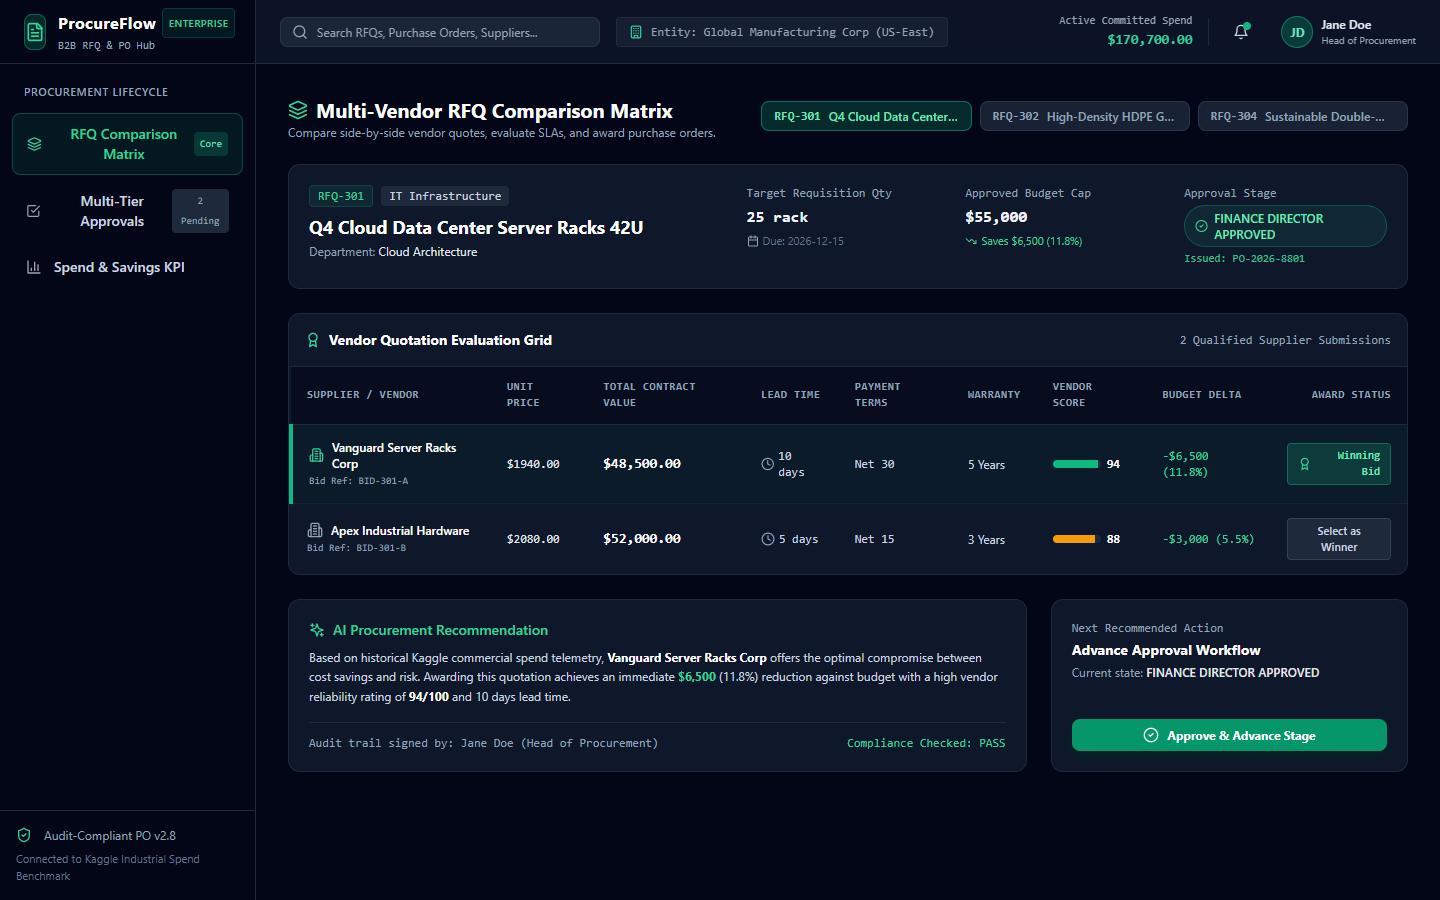 ProcureFlow
ENTERPRISE
B2B RFQ & PO Hub
Search RFQs, Purchase Orders, Suppliers...
Entity: Global Manufacturing Corp (US-East)
Active Committed Spend
$170,700.00
JD
Jane Doe
Head of Procurement
PROCUREMENT LIFECYCLE
RFQ Comparison
Matrix
Core
Multi-Tier
Approvals
2
Pending
Spend & Savings KPI
Audit-Compliant PO v2.8
Connected to Kaggle Industrial Spend
Benchmark
Multi-Vendor RFQ Comparison Matrix
Compare side-by-side vendor quotes, evaluate SLAs, and award purchase orders.
RFQ-301 Q4 Cloud Data Center...
RFQ-302 High-Density HDPE G...
RFQ-304 Sustainable Double-...
RFQ-301
IT Infrastructure
Q4 Cloud Data Center Server Racks 42U
Department: Cloud Architecture
Target Requisition Qty
25 rack
Due: 2026-12-15
Approved Budget Cap
$55,000
Saves $6,500 (11.8%)
Approval Stage
FINANCE DIRECTOR
APPROVED
Issued: PO-2026-8801
Vendor Quotation Evaluation Grid
2 Qualified Supplier Submissions
SUPPLIER / VENDOR
UNIT
PRICE
TOTAL CONTRACT
VALUE
LEAD TIME
PAYMENT
TERMS
WARRANTY
VENDOR
SCORE
BUDGET DELTA
AWARD STATUS
Vanguard Server Racks
Corp
Bid Ref: BID-301-A
$1940.00
$48,500.00
10
days
Net 30
5 Years
94
-$6,500
(11.8%)
Winning
Bid
Apex Industrial Hardware
Bid Ref: BID-301-B
$2080.00
$52,000.00
5 days
Net 15
3 Years
88
-$3,000 (5.5%)
Select as
Winner
AI Procurement Recommendation
Based on historical Kaggle commercial spend telemetry, Vanguard Server Racks Corp offers the optimal compromise between
cost savings and risk. Awarding this quotation achieves an immediate $6,500 (11.8%) reduction against budget with a high vendor
reliability rating of 94/100 and 10 days lead time.
Audit trail signed by: Jane Doe (Head of Procurement)
Compliance Checked: PASS
Next Recommended Action
Advance Approval Workflow
Current state: FINANCE DIRECTOR APPROVED
Approve & Advance Stage